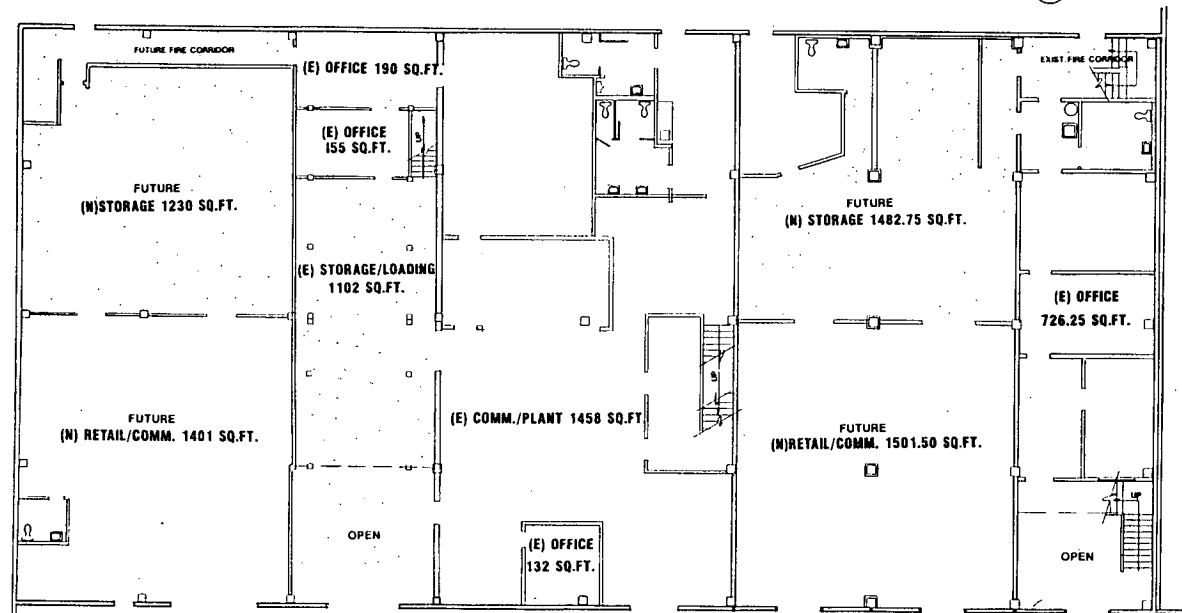 FUTURE FIRE CORRIDOR
(E) OFFICE 190 SQ.FT.
EXIST. FIRE CORRIDOR
(E) OFFICE
155 SQ.FT.
UP
FUTURE
(N)STORAGE 1230 SQ.FT.
FUTURE
(N) STORAGE 1482.75 SQ.FT.
(E) STORAGE/LOADING
1102 SQ.FT.
(E) OFFICE
726.25 SQ.FT.
UP
FUTURE
(N) RETAIL/COMM. 1401 SQ.FT.
(E) COMM./PLANT 1458 SQ.FT
FUTURE
(N)RETAIL/COMM. 1501.50 SQ.FT.
UP
OPEN
(E) OFFICE
132 SQ.FT.
OPEN